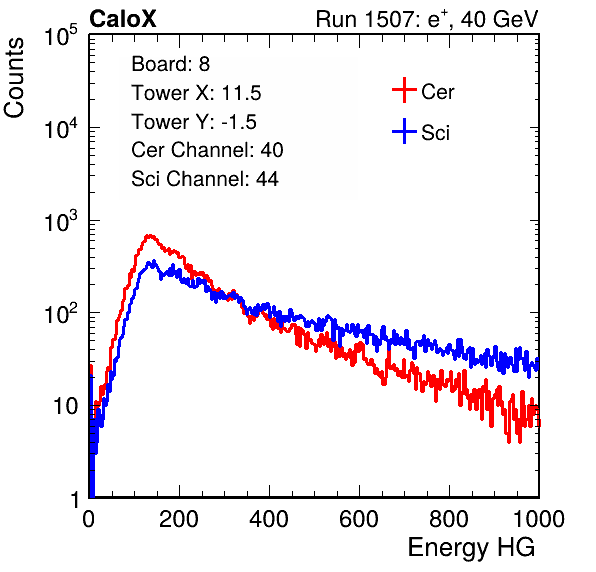 CaloX Run 1507: e⁺, 40 GeV
Counts
10⁵
10⁴
10³
10²
10
1
Board: 8
Tower X: 11.5
Tower Y: -1.5
Cer Channel: 40
Sci Channel: 44
Cer
Sci
0 200 400 600 800 1000
Energy HG